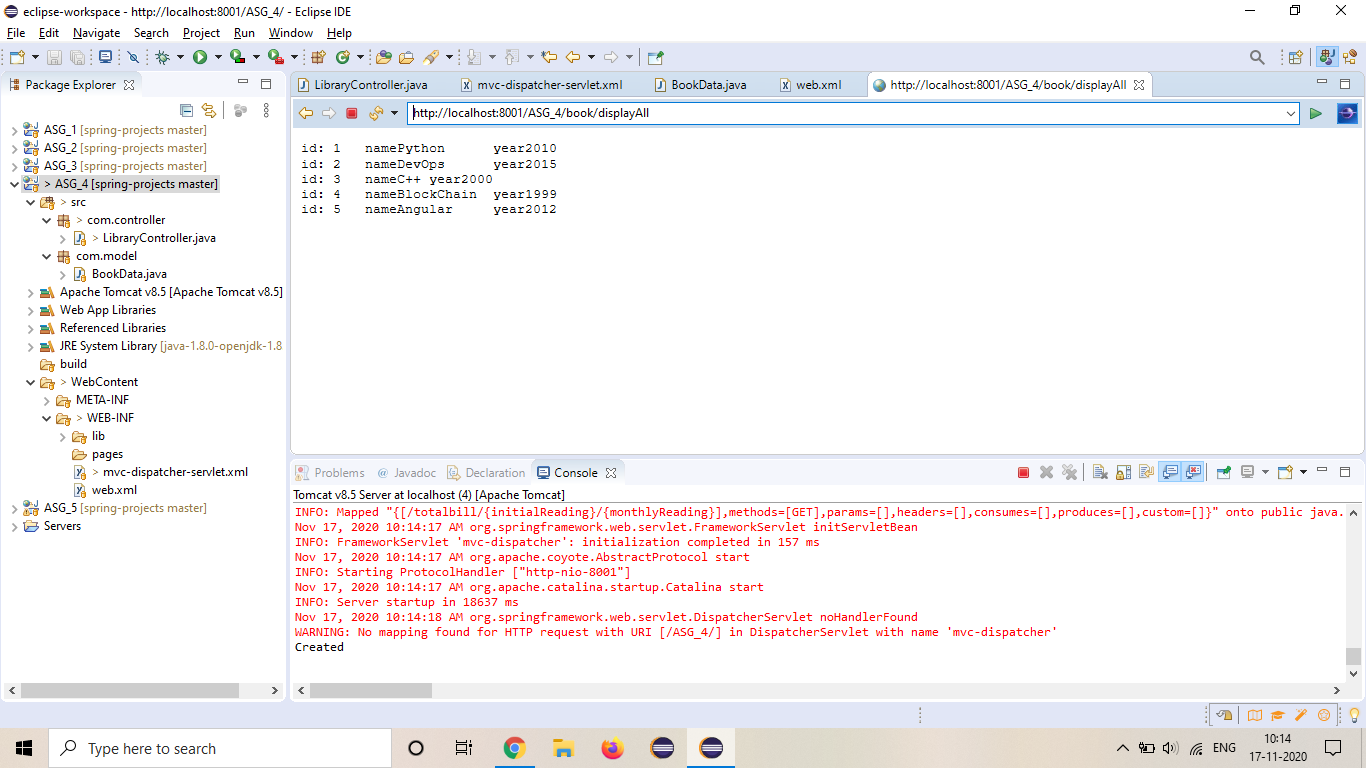 eclipse-workspace - http://localhost:8001/ASG_4/ - Eclipse IDE
File Edit Navigate Search Project Run Window Help
Package Explorer
ASG_1 [spring-projects master]
ASG_2 [spring-projects master]
ASG_3 [spring-projects master]
> ASG_4 [spring-projects master]
> src
> com.controller
> LibraryController.java
com.model
BookData.java
Apache Tomcat v8.5 [Apache Tomcat v8.5]
Web App Libraries
Referenced Libraries
JRE System Library [java-1.8.0-openjdk-1.8
build
> WebContent
META-INF
> WEB-INF
lib
pages
> mvc-dispatcher-servlet.xml
web.xml
ASG_5 [spring-projects master]
Servers
LibraryController.java mvc-dispatcher-servlet.xml BookData.java web.xml http://localhost:8001/ASG_4/book/displayAll
http://localhost:8001/ASG_4/book/displayAll
id: 1 namePython year2010
id: 2 nameDevOps year2015
id: 3 nameC++ year2000
id: 4 nameBlockChain year1999
id: 5 nameAngular year2012
Problems @ Javadoc Declaration Console
Tomcat v8.5 Server at localhost (4) [Apache Tomcat]
INFO: Mapped "{[/totalbill/{initialReading}/{monthlyReading}],methods=[GET],params=[],headers=[],consumes=[],produces=[],custom=[]}" onto public java.
Nov 17, 2020 10:14:17 AM org.springframework.web.servlet.FrameworkServlet initServletBean
INFO: FrameworkServlet 'mvc-dispatcher': initialization completed in 157 ms
Nov 17, 2020 10:14:17 AM org.apache.coyote.AbstractProtocol start
INFO: Starting ProtocolHandler ["http-nio-8001"]
Nov 17, 2020 10:14:17 AM org.apache.catalina.startup.Catalina start
INFO: Server startup in 18637 ms
Nov 17, 2020 10:14:18 AM org.springframework.web.servlet.DispatcherServlet noHandlerFound
WARNING: No mapping found for HTTP request with URI [/ASG_4/] in DispatcherServlet with name 'mvc-dispatcher'
Created
Type here to search
ENG
10:14
17-11-2020